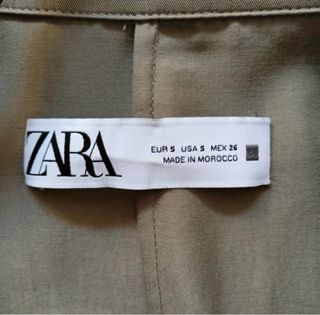 ZARA
EUR S USA S MEX 26
MADE IN MOROCCO